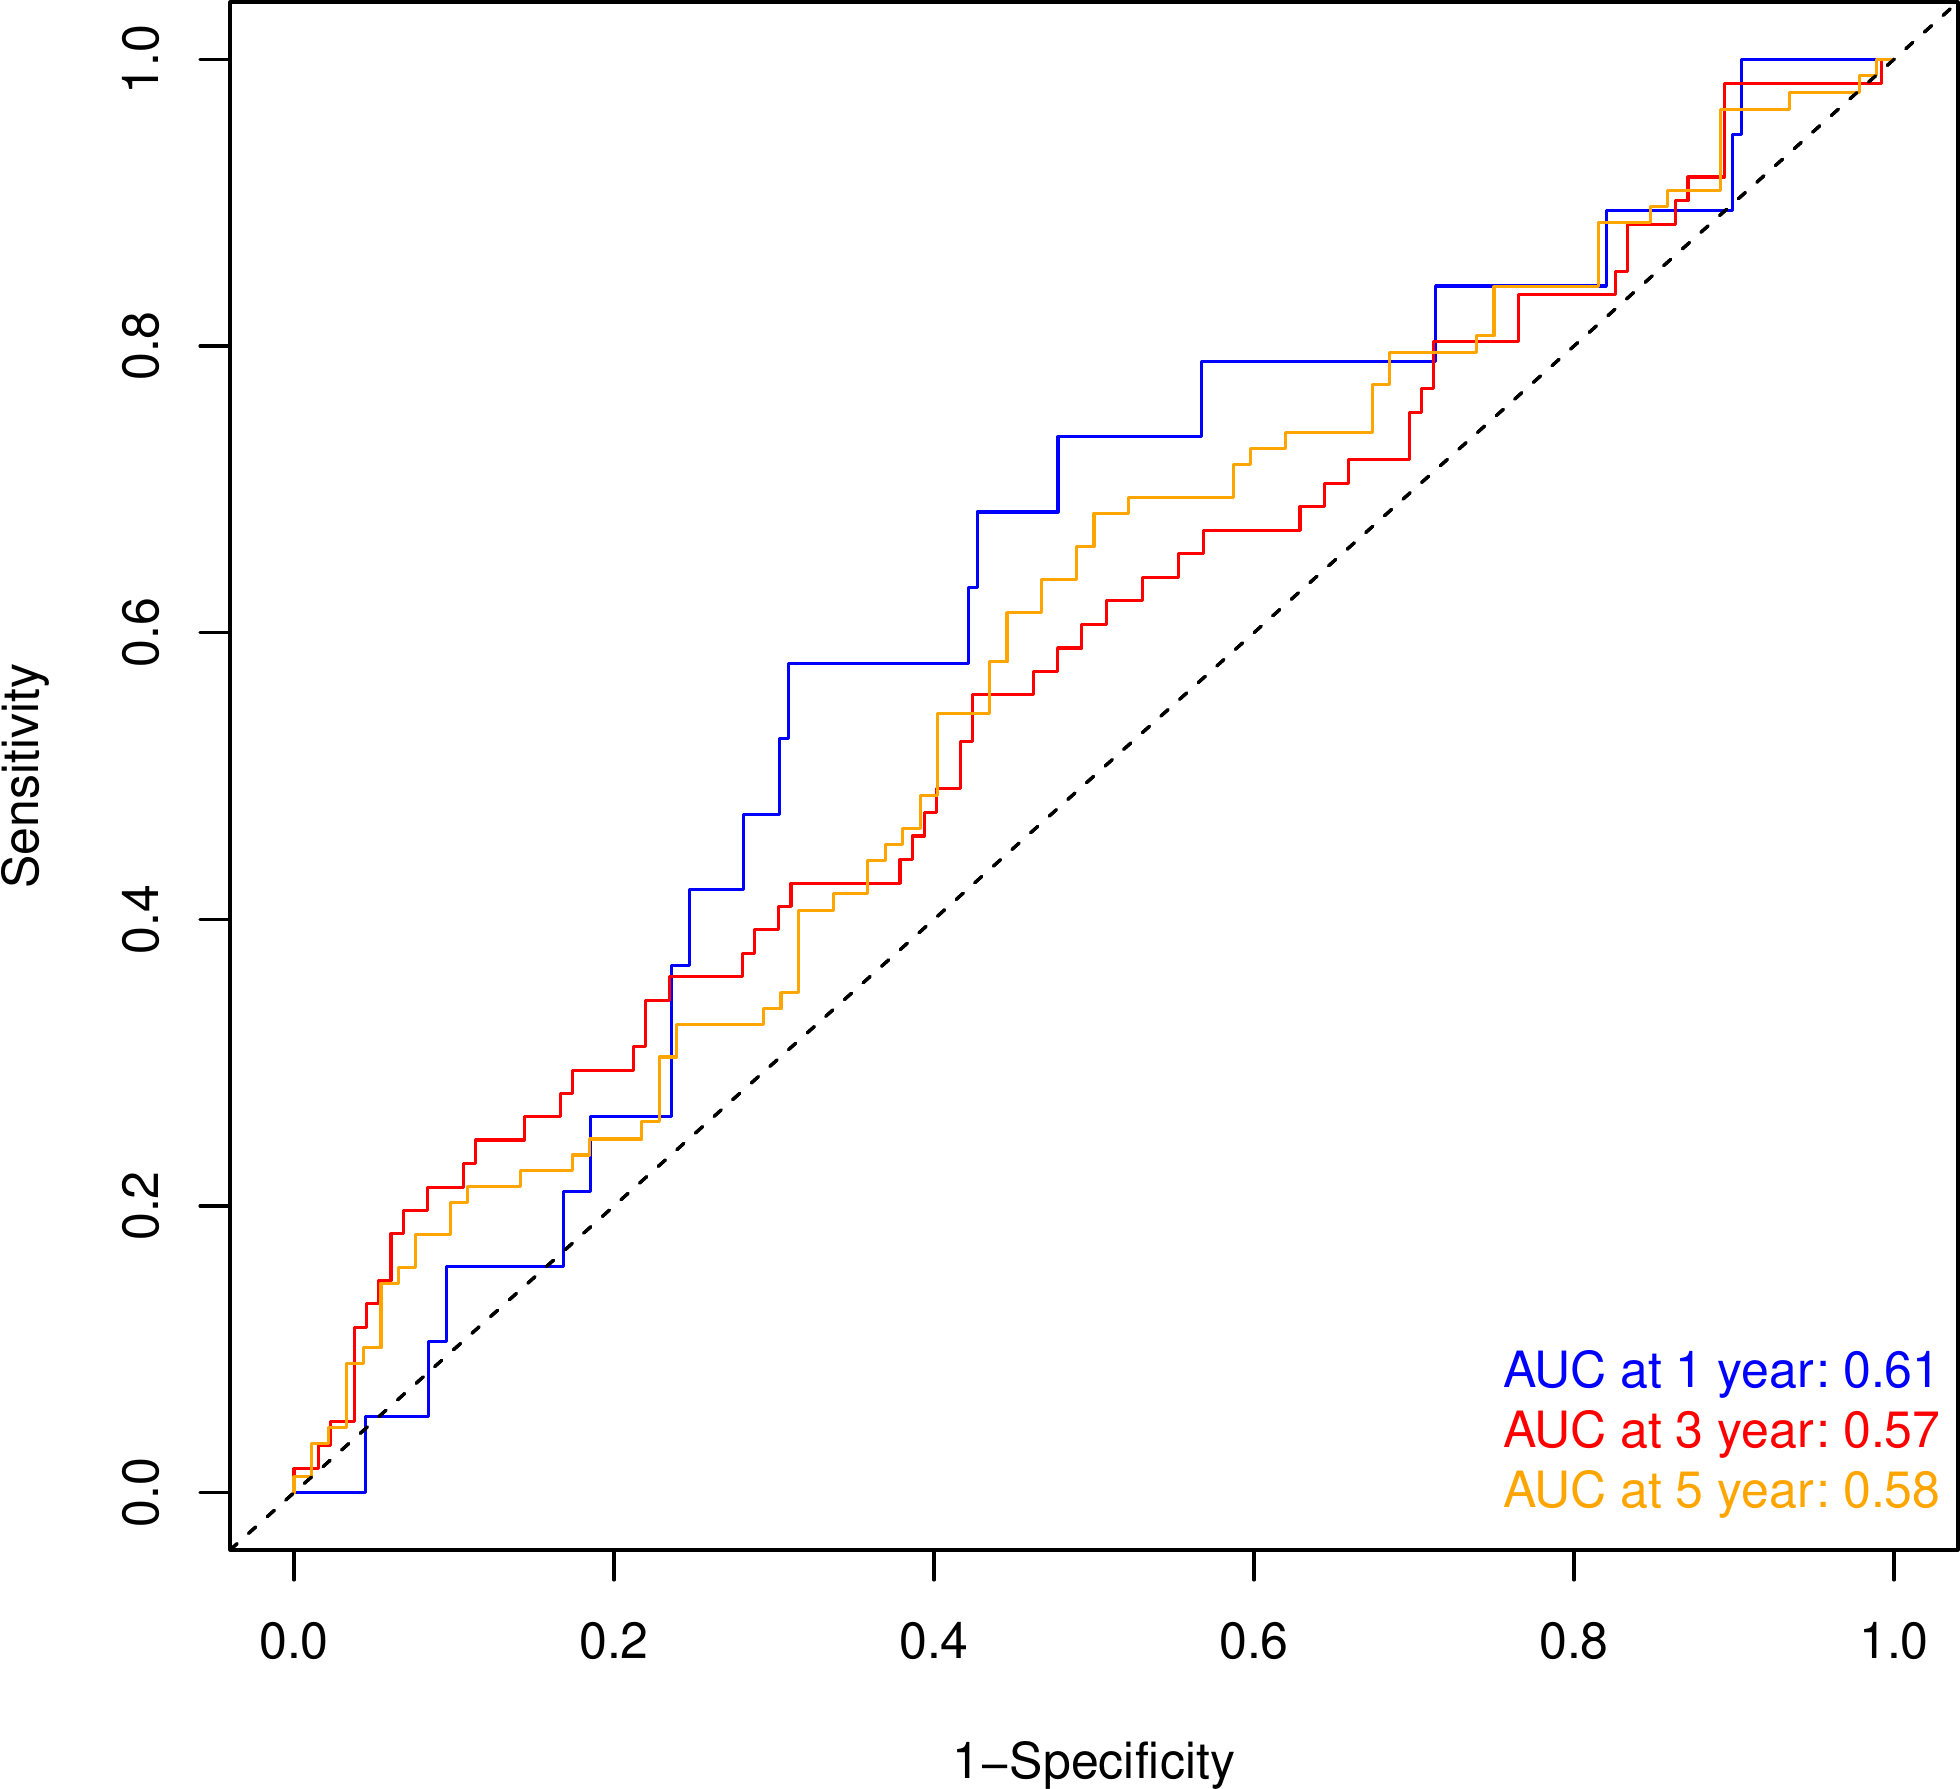 1.0
0.8
0.6
0.4
0.2
0.0
Sensitivity
AUC at 1 year: 0.61
AUC at 3 year: 0.57
AUC at 5 year: 0.58
0.0 0.2 0.4 0.6 0.8 1.0
1−Specificity